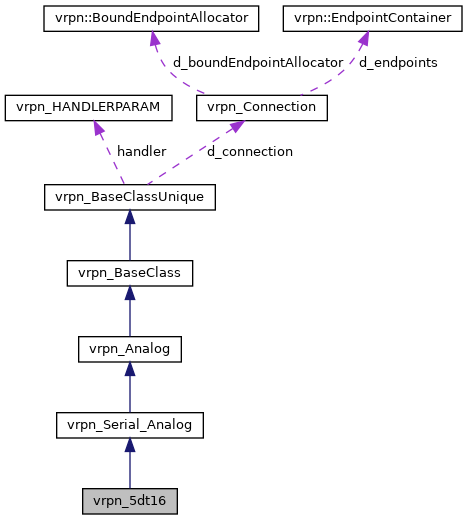 vrpn::BoundEndpointAllocator
vrpn::EndpointContainer
d_boundEndpointAllocator
d_endpoints
vrpn_HANDLERPARAM
vrpn_Connection
handler
d_connection
vrpn_BaseClassUnique
vrpn_BaseClass
vrpn_Analog
vrpn_Serial_Analog
vrpn_5dt16